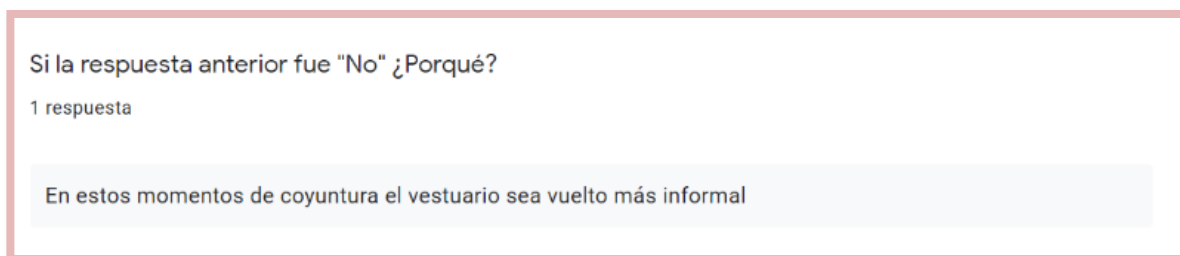 Si la respuesta anterior fue "No" ¿Porqué?
1 respuesta
En estos momentos de coyuntura el vestuario sea vuelto más informal